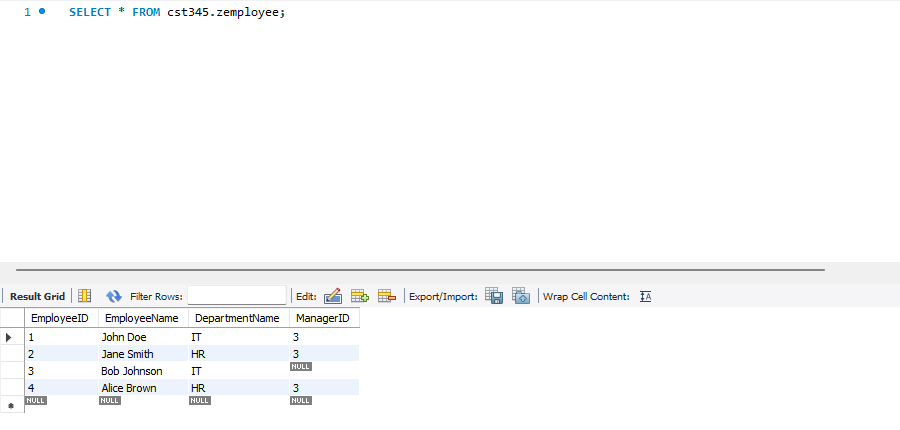 1 SELECT * FROM cst345.zemployee;
Result Grid Filter Rows: Edit: Export/Import: Wrap Cell Content: IA
EmployeeID EmployeeName DepartmentName ManagerID
1 John Doe IT 3
2 Jane Smith HR 3
3 Bob Johnson IT NULL
4 Alice Brown HR 3
NULL NULL NULL NULL